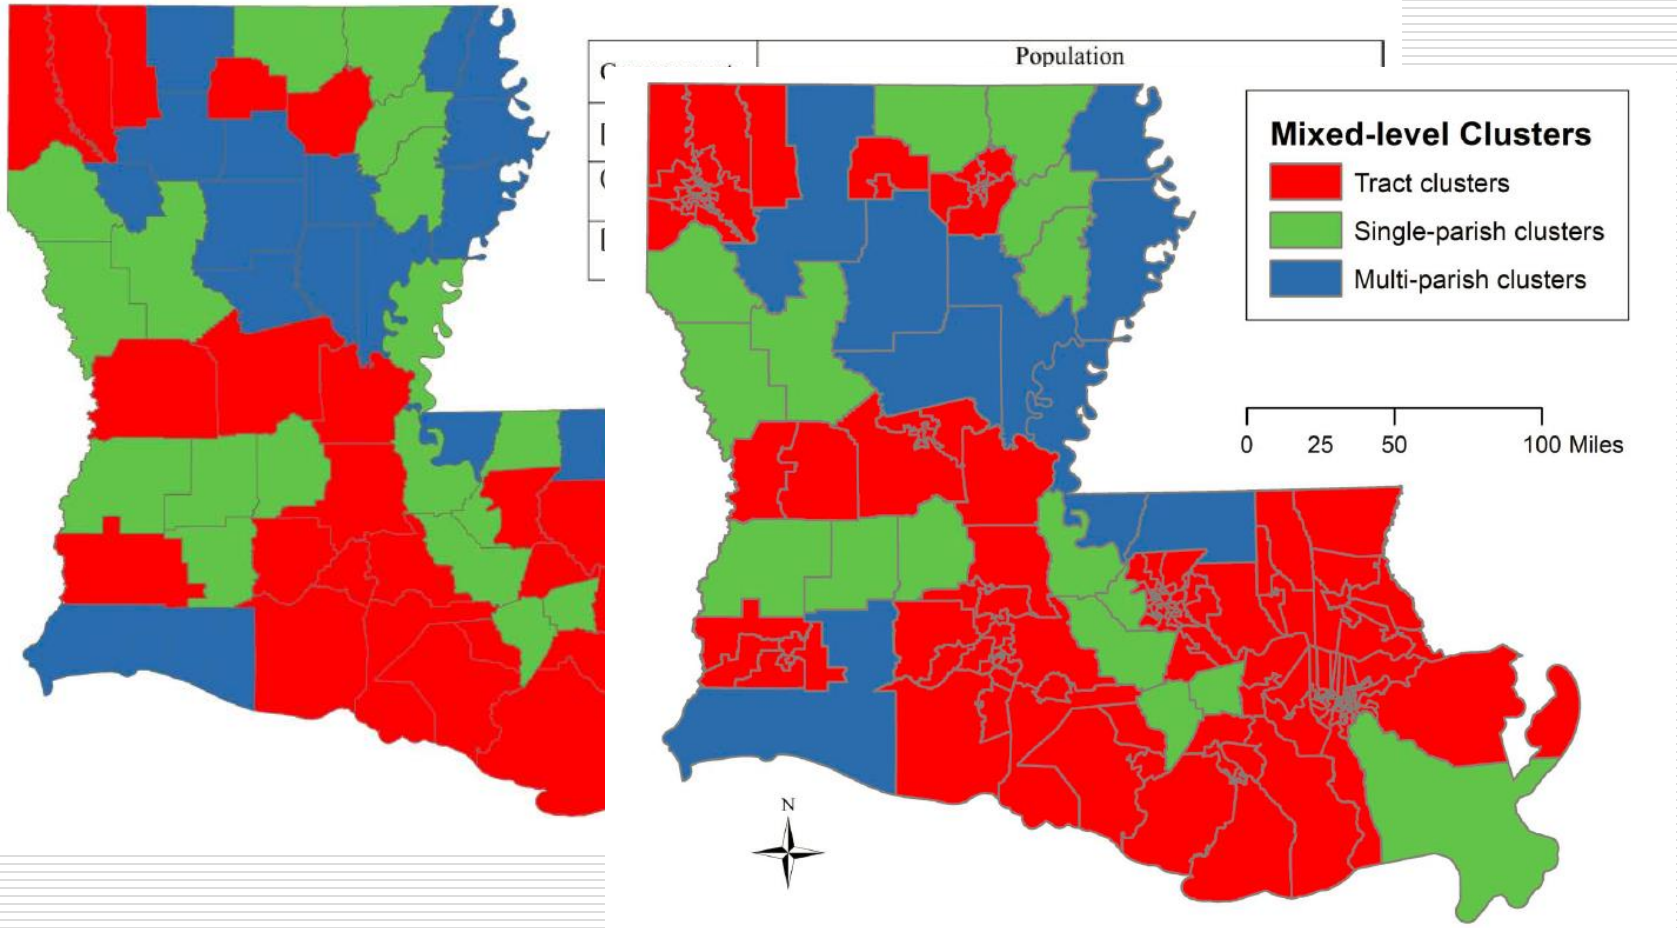 Population
Mixed-level Clusters
Tract clusters
Single-parish clusters
Multi-parish clusters
0 25 50 100 Miles
N